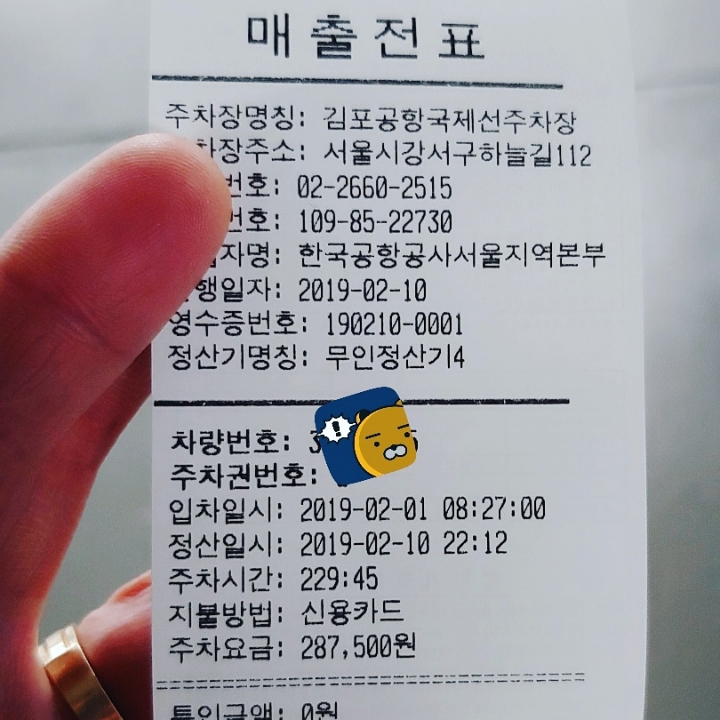 매출전표
주차장명칭: 김포공항국제선주차장
차장주소: 서울시강서구하늘길112
번호: 02-2660-2515
번호: 109-85-22730
자명: 한국공항공사서울지역본부
행일자: 2019-02-10
영수증번호: 190210-0001
정산기명칭: 무인정산기4
차량번호:
주차권번호:
입차일시: 2019-02-01 08:27:00
정산일시: 2019-02-10 22:12
주차시간: 229:45
지불방법: 신용카드
주차요금: 287,500원
투입금액: 0원